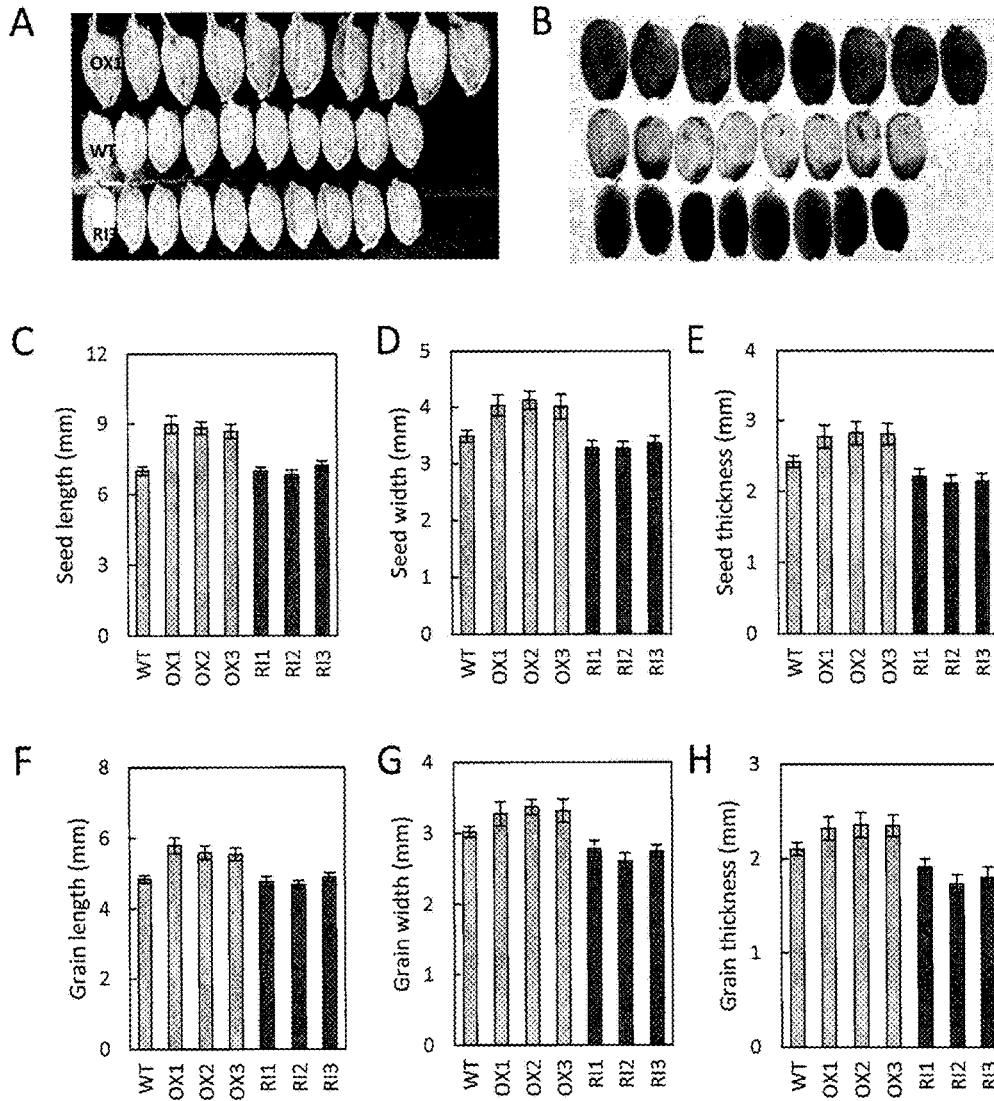 A
B
OX1
WT
RI3
C
Seed length (mm)
12
9
6
3
0
WT OX1 OX2 OX3 RI1 RI2 RI3
D
Seed width (mm)
5
4
3
2
1
0
WT OX1 OX2 OX3 RI1 RI2 RI3
E
Seed thickness (mm)
4
3
2
1
0
WT OX1 OX2 OX3 RI1 RI2 RI3
F
Grain length (mm)
8
6
4
2
0
WT OX1 OX2 OX3 RI1 RI2 RI3
G
Grain width (mm)
4
3
2
1
0
WT OX1 OX2 OX3 RI1 RI2 RI3
H
Grain thickness (mm)
3
2
1
0
WT OX1 OX2 OX3 RI1 RI2 RI3